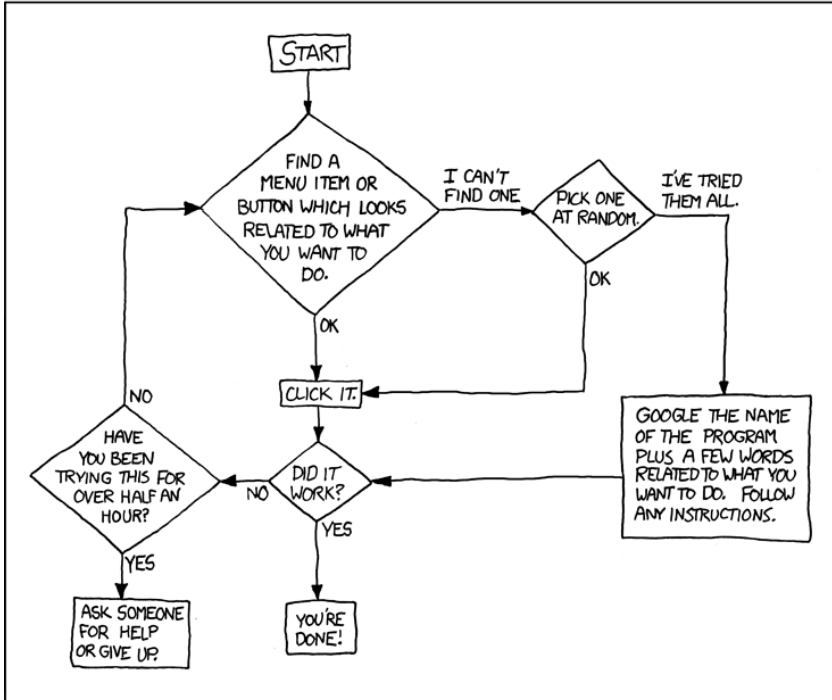 START
FIND A
MENU ITEM OR
BUTTON WHICH LOOKS
RELATED TO WHAT
YOU WANT TO
DO.
I CAN'T
FIND ONE
PICK ONE
AT RANDOM.
I'VE TRIED
THEM ALL.
OK
OK
CLICK IT.
NO
GOOGLE THE NAME
OF THE PROGRAM
PLUS A FEW WORDS
RELATED TO WHAT YOU
WANT TO DO. FOLLOW
ANY INSTRUCTIONS.
HAVE
YOU BEEN
TRYING THIS FOR
OVER HALF AN
HOUR?
NO
DID IT
WORK?
YES
YES
ASK SOMEONE
FOR HELP
OR GIVE UP.
YOU'RE
DONE!